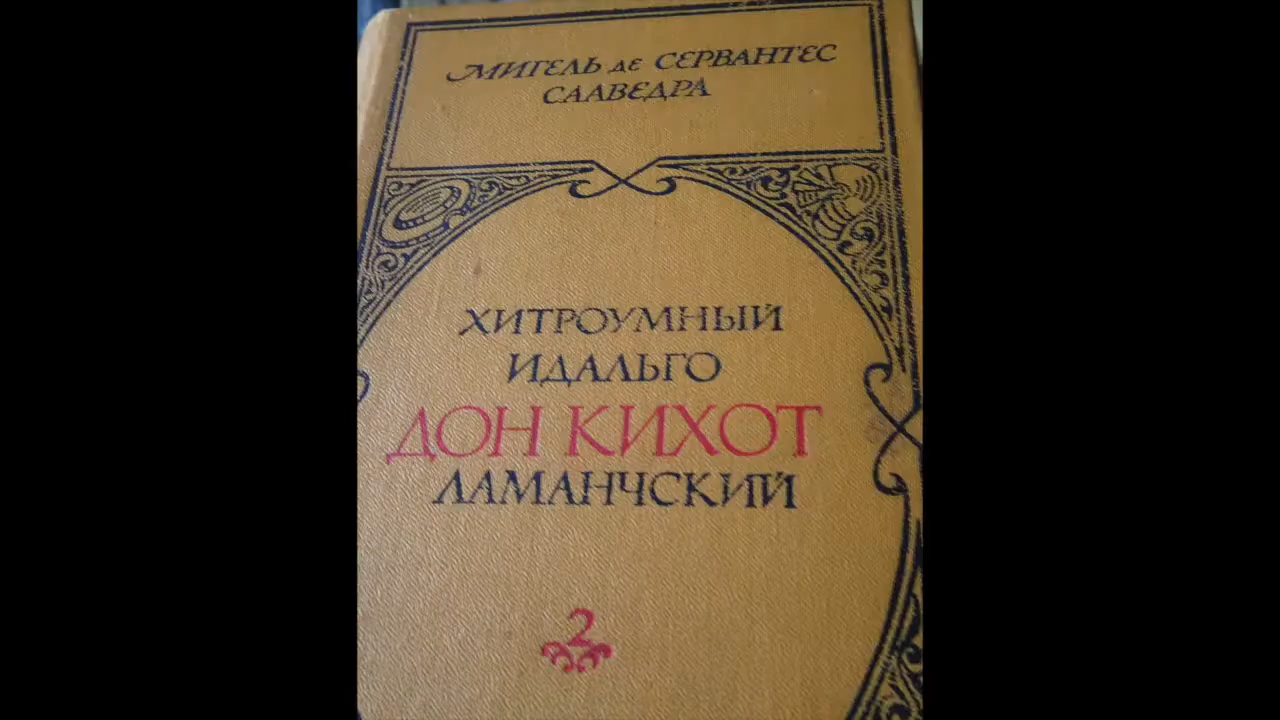 МИГЕЛЬ де СЕРВАНТЕС
СААВЕДРА
ХИТРОУМНЫЙ
ИДАЛЬГО
ДОН КИХОТ
ЛАМАНЧСКИЙ
2